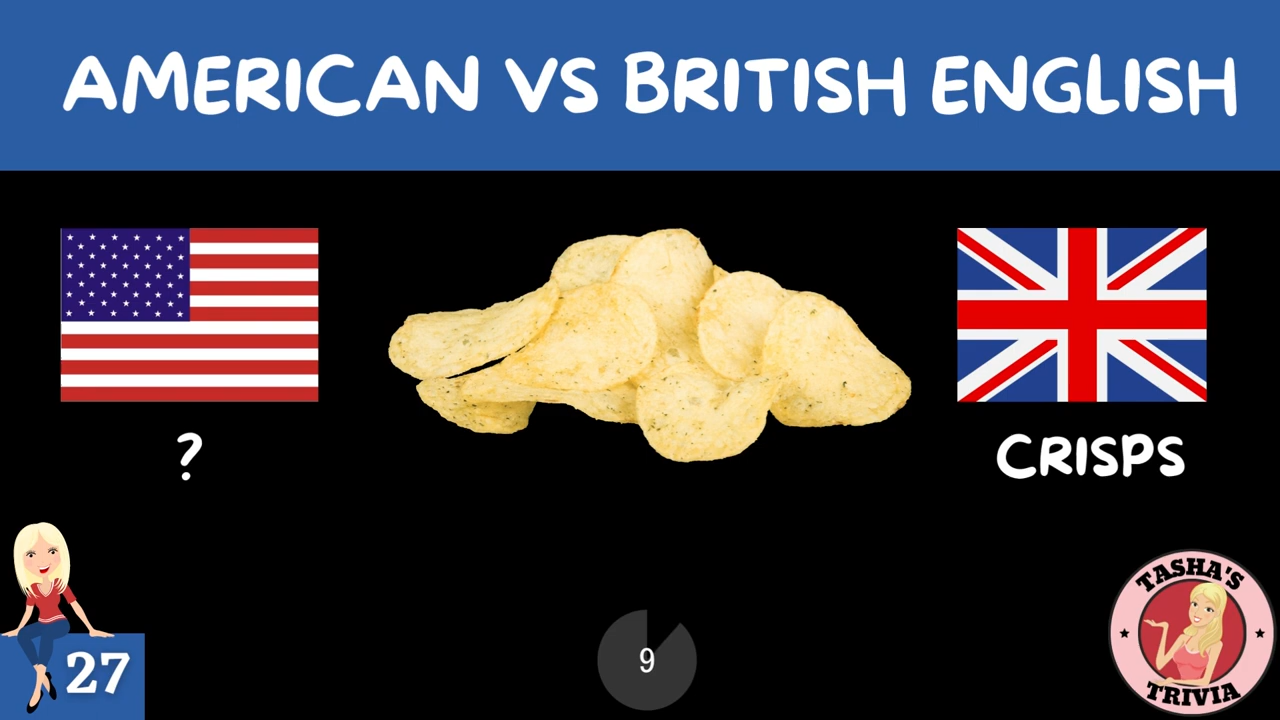 AMERICAN VS BRITISH ENGLISH
?
CRISPS
27
9
TASHA'S
TRIVIA